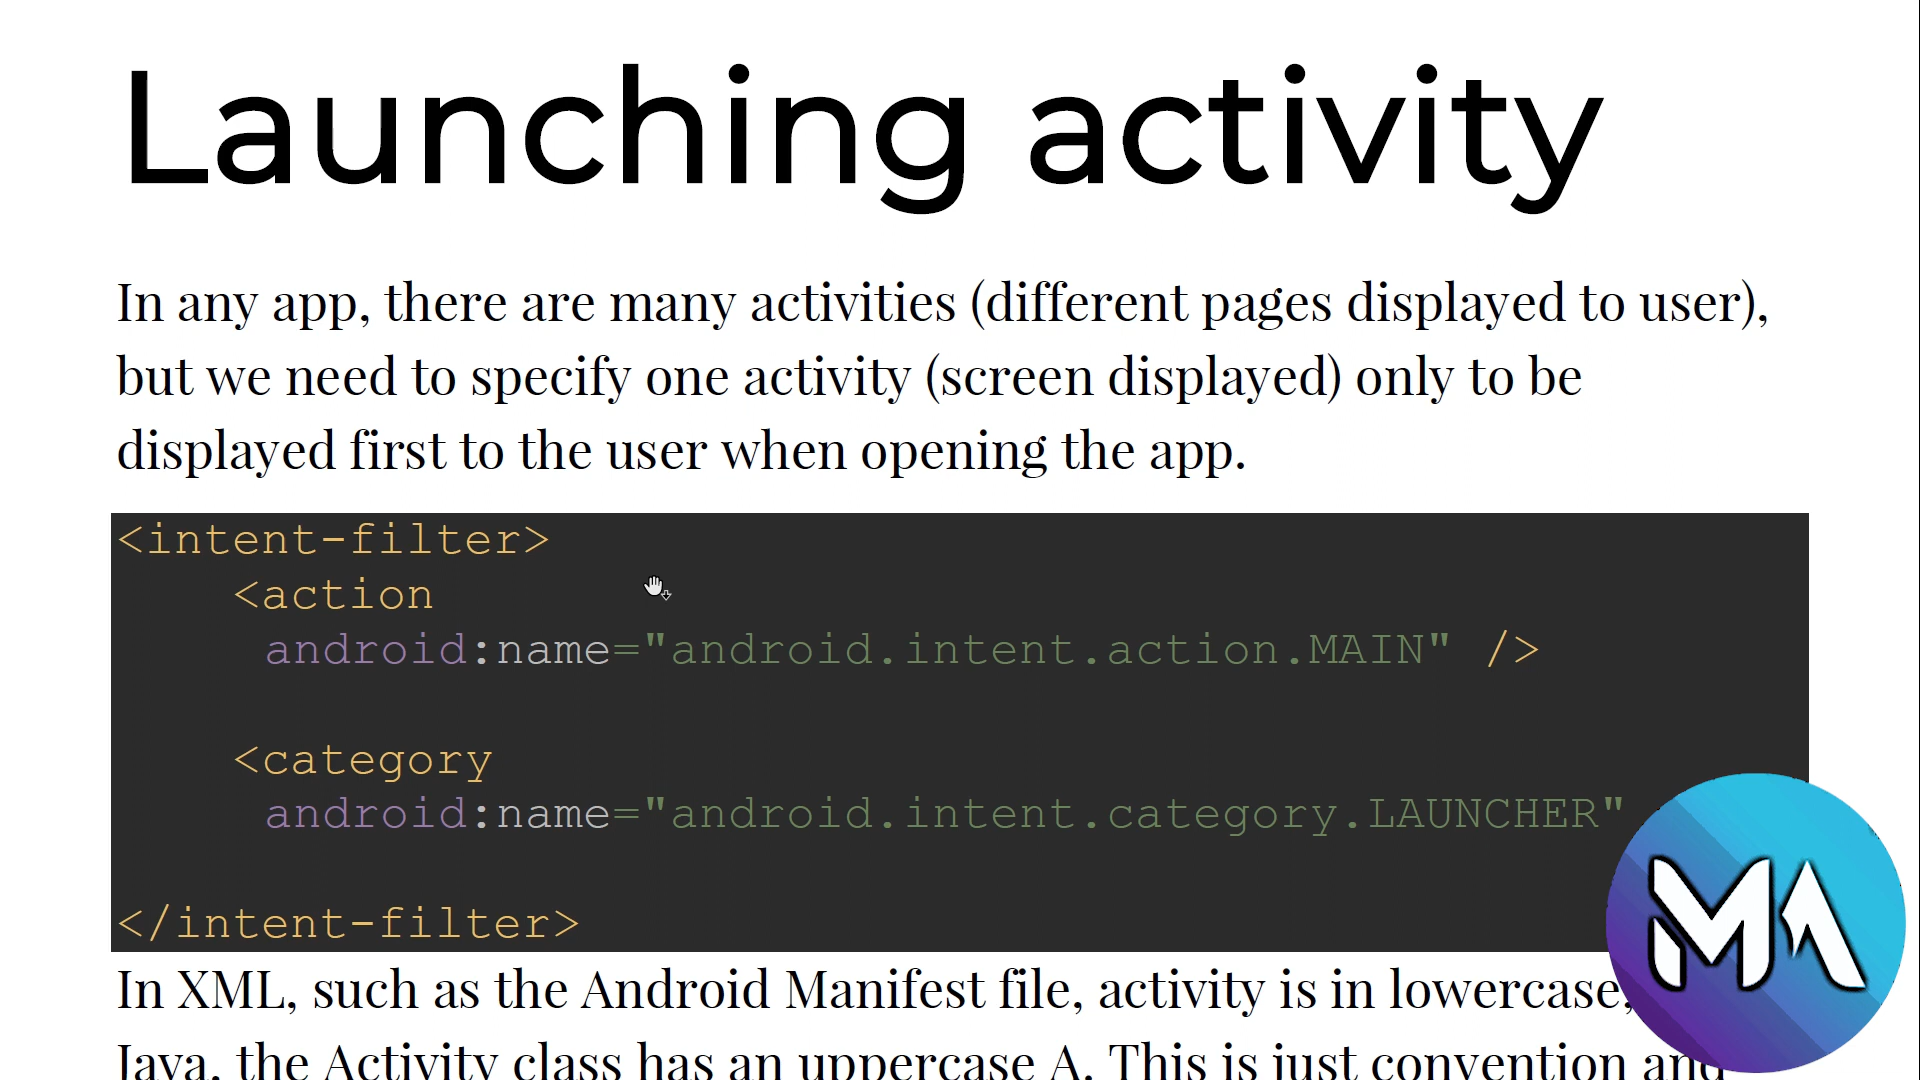 Launching activity
In any app, there are many activities (different pages displayed to user),
but we need to specify one activity (screen displayed) only to be
displayed first to the user when opening the app.
<intent-filter>
<action
android:name="android.intent.action.MAIN" />
<category
android:name="android.intent.category.LAUNCHER"
</intent-filter>
In XML, such as the Android Manifest file, activity is in lowercase,
Java, the Activity class has an uppercase A. This is just convention and
MA